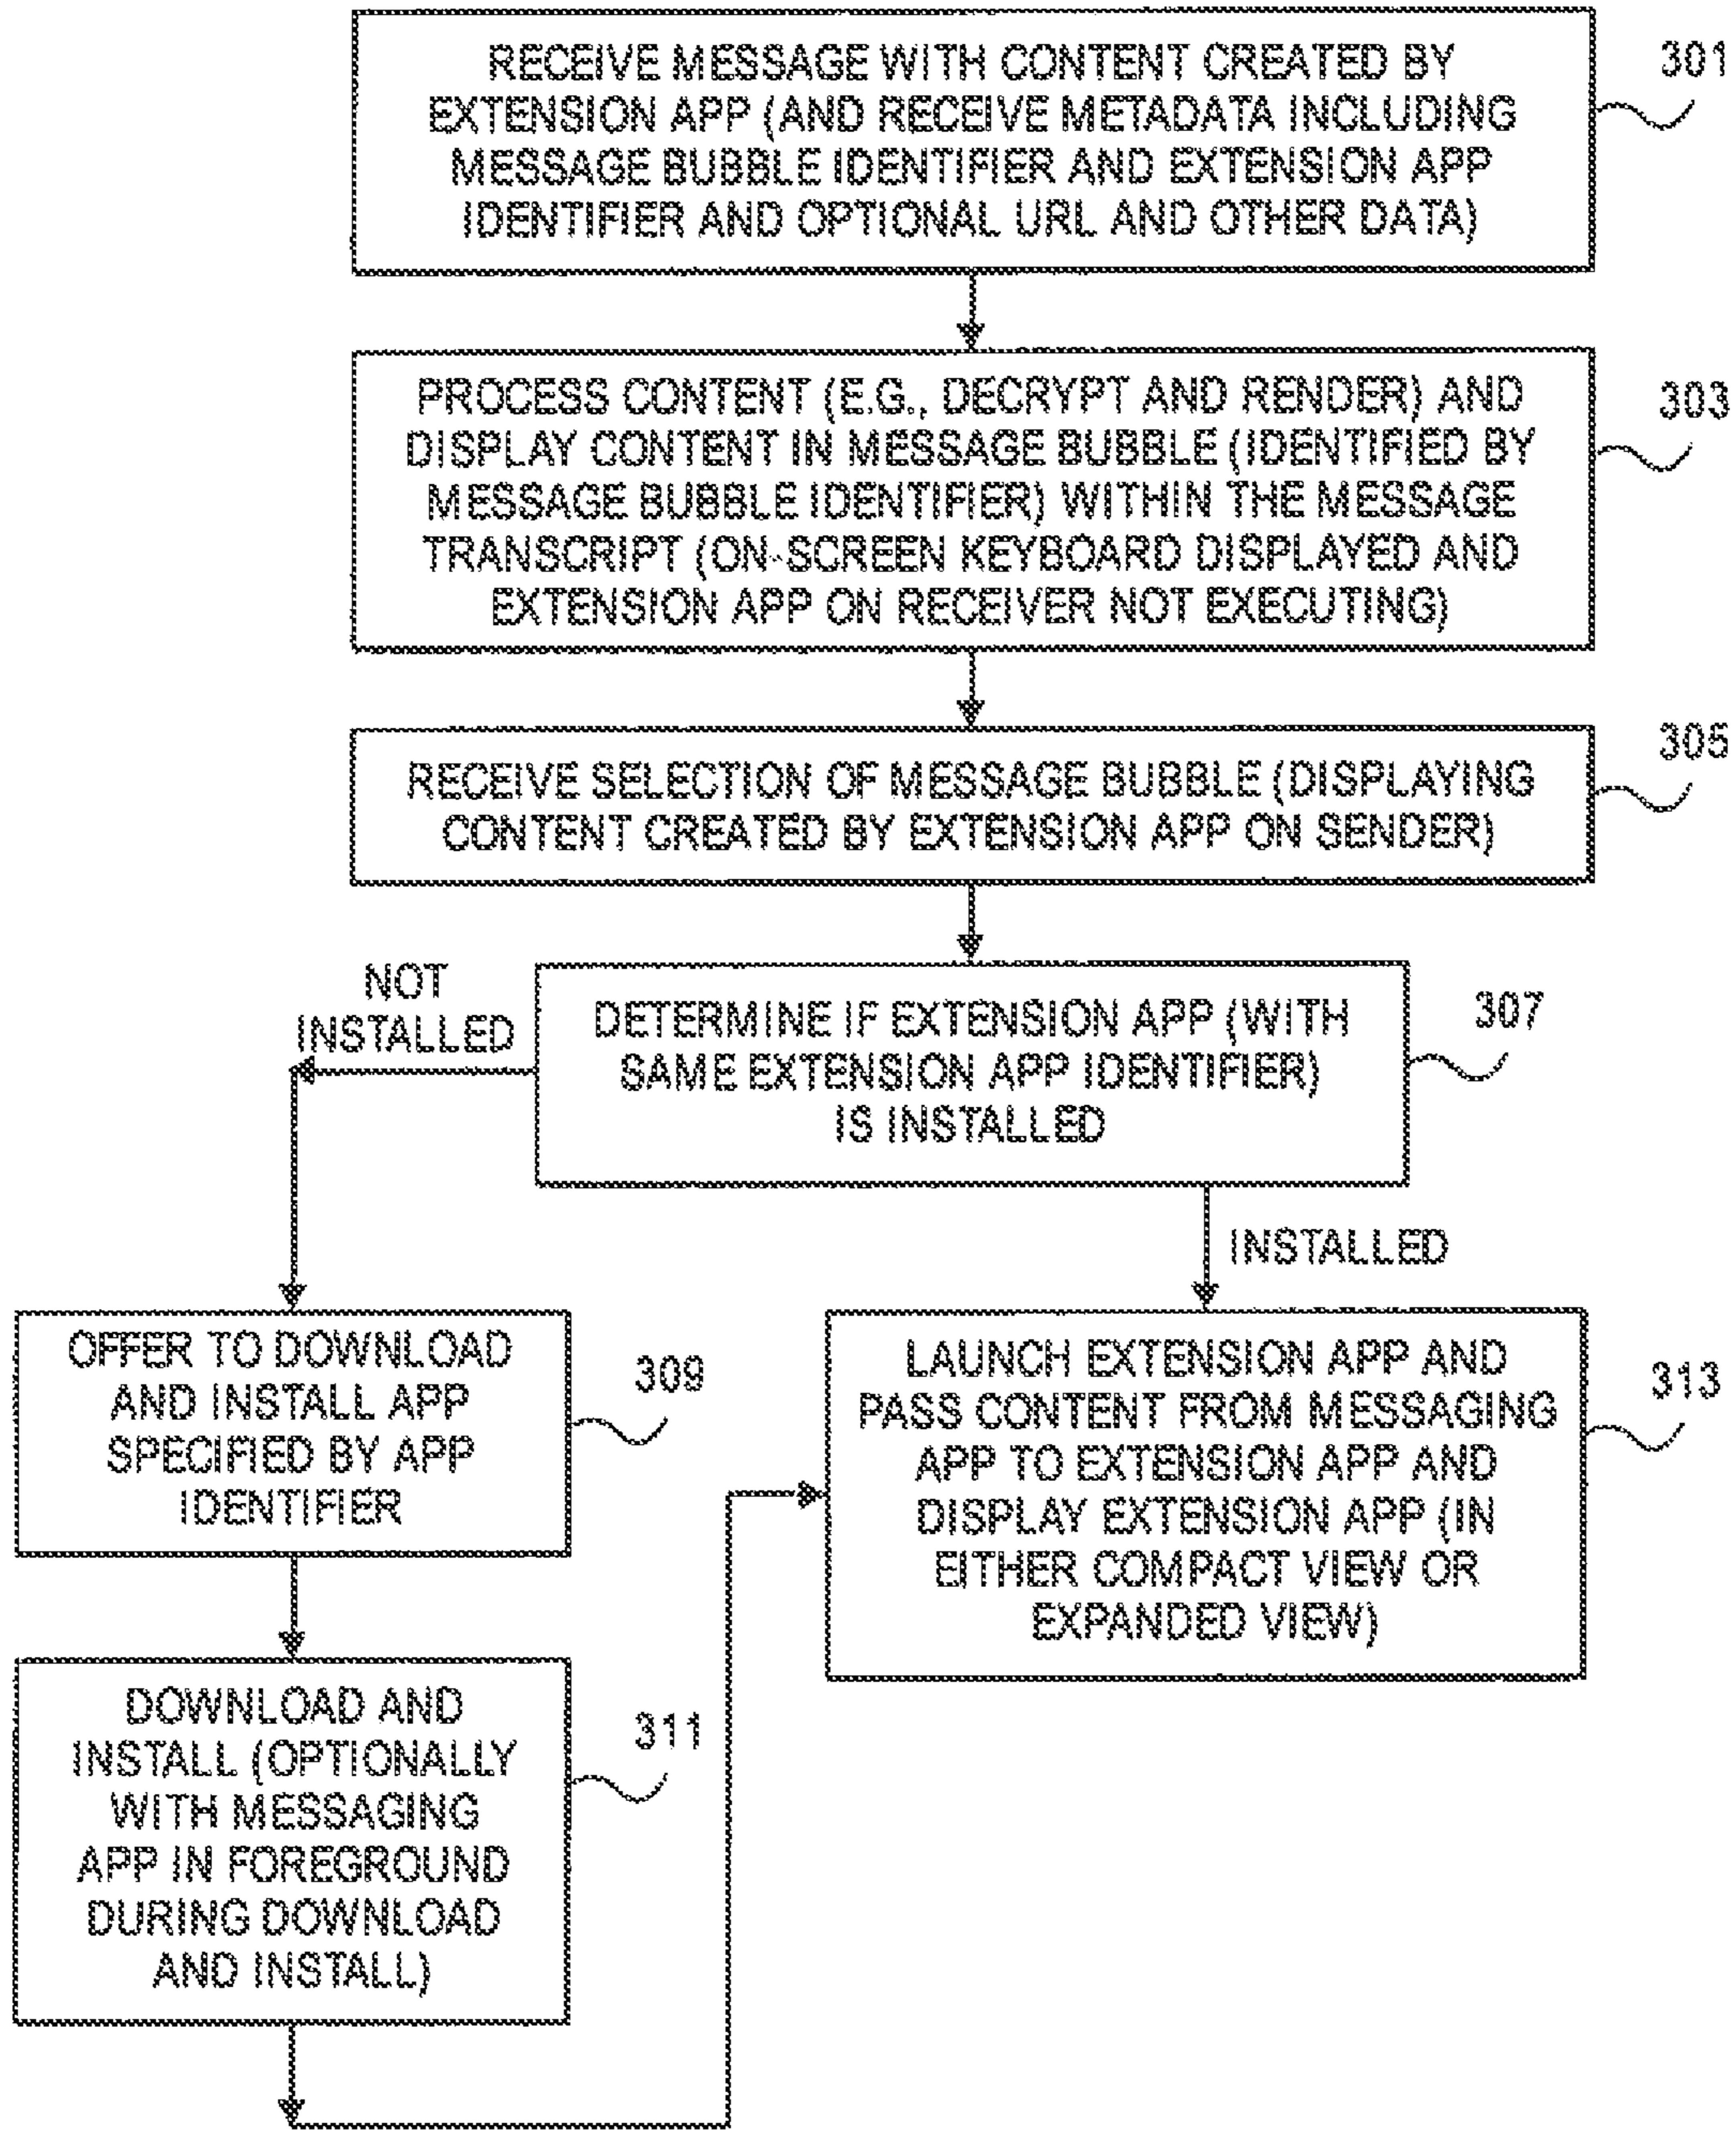 RECEIVE MESSAGE WITH CONTENT CREATED BY
EXTENSION APP (AND RECEIVE METADATA INCLUDING
MESSAGE BUBBLE IDENTIFIER AND EXTENSION APP
IDENTIFIER AND OPTIONAL URL AND OTHER DATA)
301
PROCESS CONTENT (E.G., DECRYPT AND RENDER) AND
DISPLAY CONTENT IN MESSAGE BUBBLE (IDENTIFIED BY
MESSAGE BUBBLE IDENTIFIER) WITHIN THE MESSAGE
TRANSCRIPT (ON-SCREEN KEYBOARD DISPLAYED AND
EXTENSION APP ON RECEIVER NOT EXECUTING)
303
RECEIVE SELECTION OF MESSAGE BUBBLE (DISPLAYING
CONTENT CREATED BY EXTENSION APP ON SENDER)
305
DETERMINE IF EXTENSION APP (WITH
SAME EXTENSION APP IDENTIFIER)
IS INSTALLED
307
NOT
INSTALLED
INSTALLED
OFFER TO DOWNLOAD
AND INSTALL APP
SPECIFIED BY APP
IDENTIFIER
309
LAUNCH EXTENSION APP AND
PASS CONTENT FROM MESSAGING
APP TO EXTENSION APP AND
DISPLAY EXTENSION APP (IN
EITHER COMPACT VIEW OR
EXPANDED VIEW)
313
DOWNLOAD AND
INSTALL (OPTIONALLY
WITH MESSAGING
APP IN FOREGROUND
DURING DOWNLOAD
AND INSTALL)
311